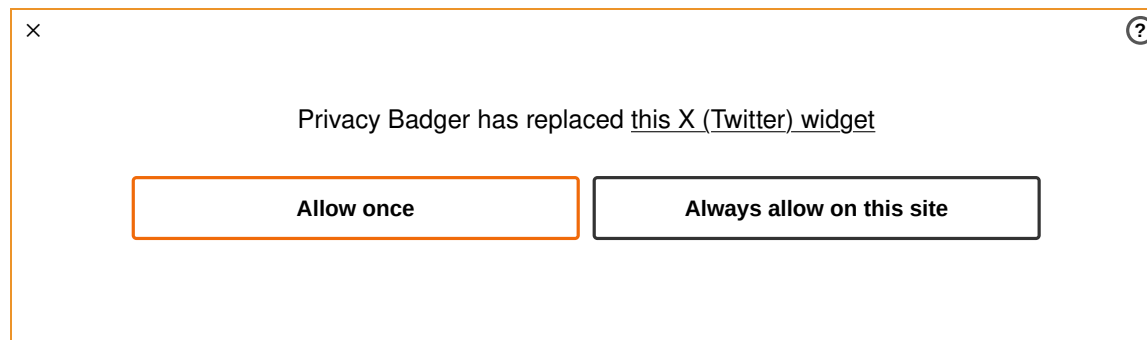 ×
?
Privacy Badger has replaced this X (Twitter) widget
Allow once
Always allow on this site